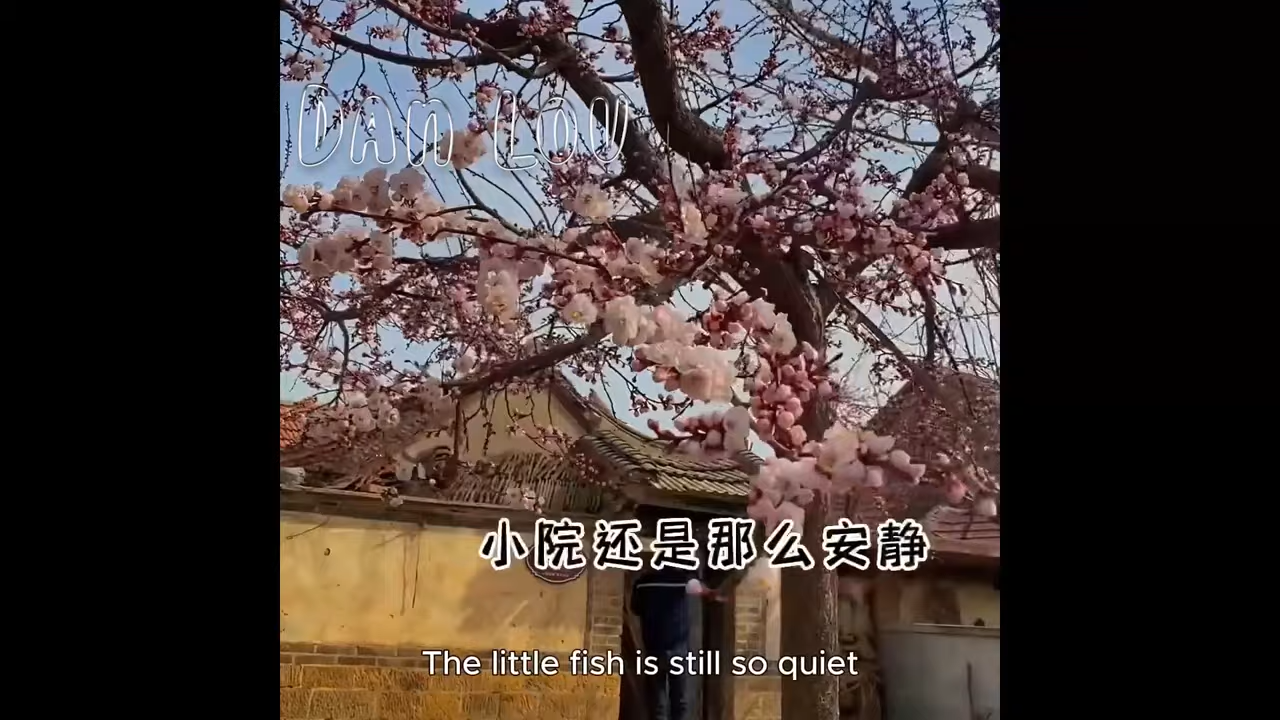 Dan Lou
小院还是那么安静
The little fish is still so quiet